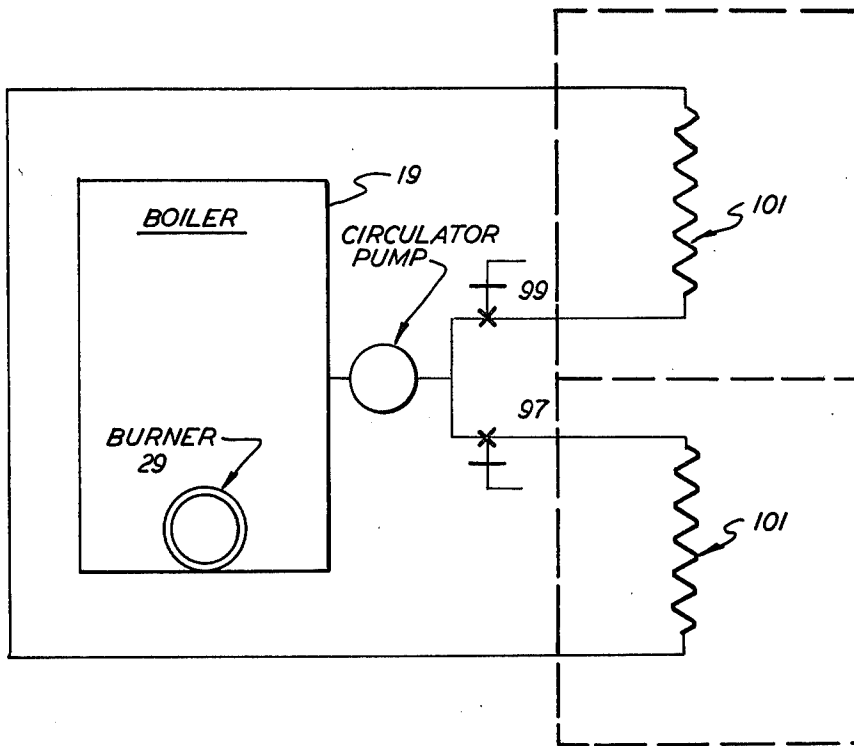 19
BOILER
101
CIRCULATOR
PUMP
99
97
BURNER
29
101